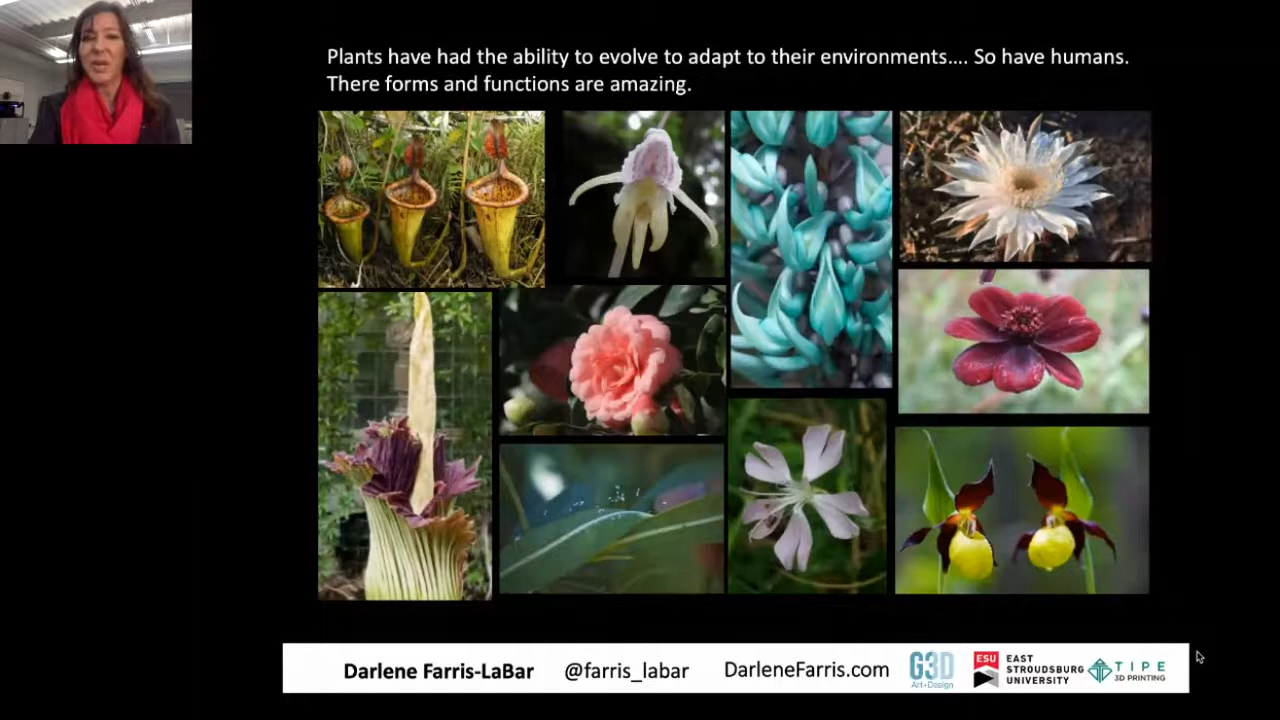 Plants have had the ability to evolve to adapt to their environments.... So have humans.
There forms and functions are amazing.
Darlene Farris-LaBar @farris_labar DarleneFarris.com
G3D
Art+Design
ESU
EAST
STROUDSBURG
UNIVERSITY
TIPE
3D PRINTING